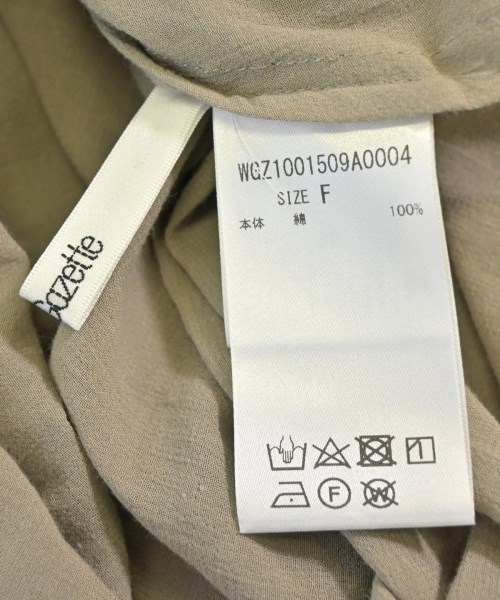 Gazette
WGZ1001509A0004
SIZE F
本体 綿 100%
F
W